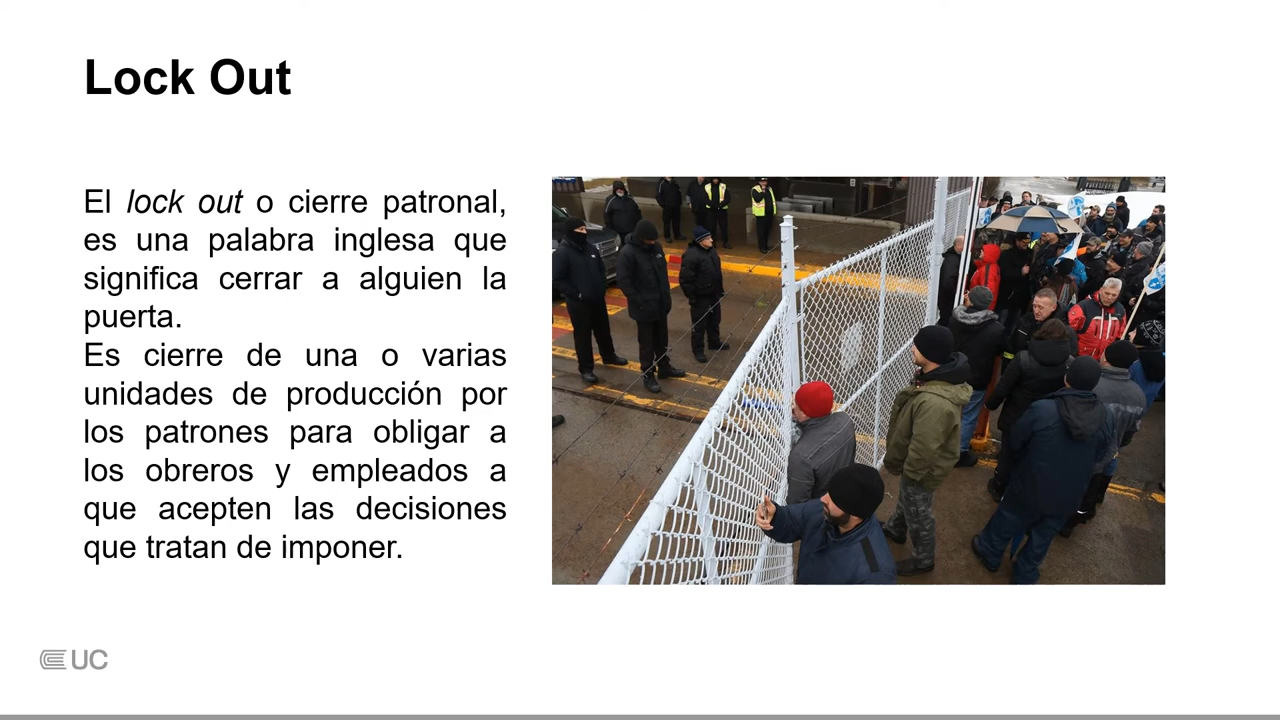 Lock Out
El lock out o cierre patronal,
es una palabra inglesa que
significa cerrar a alguien la
puerta.
Es cierre de una o varias
unidades de producción por
los patrones para obligar a
los obreros y empleados a
que acepten las decisiones
que tratan de imponer.
UC